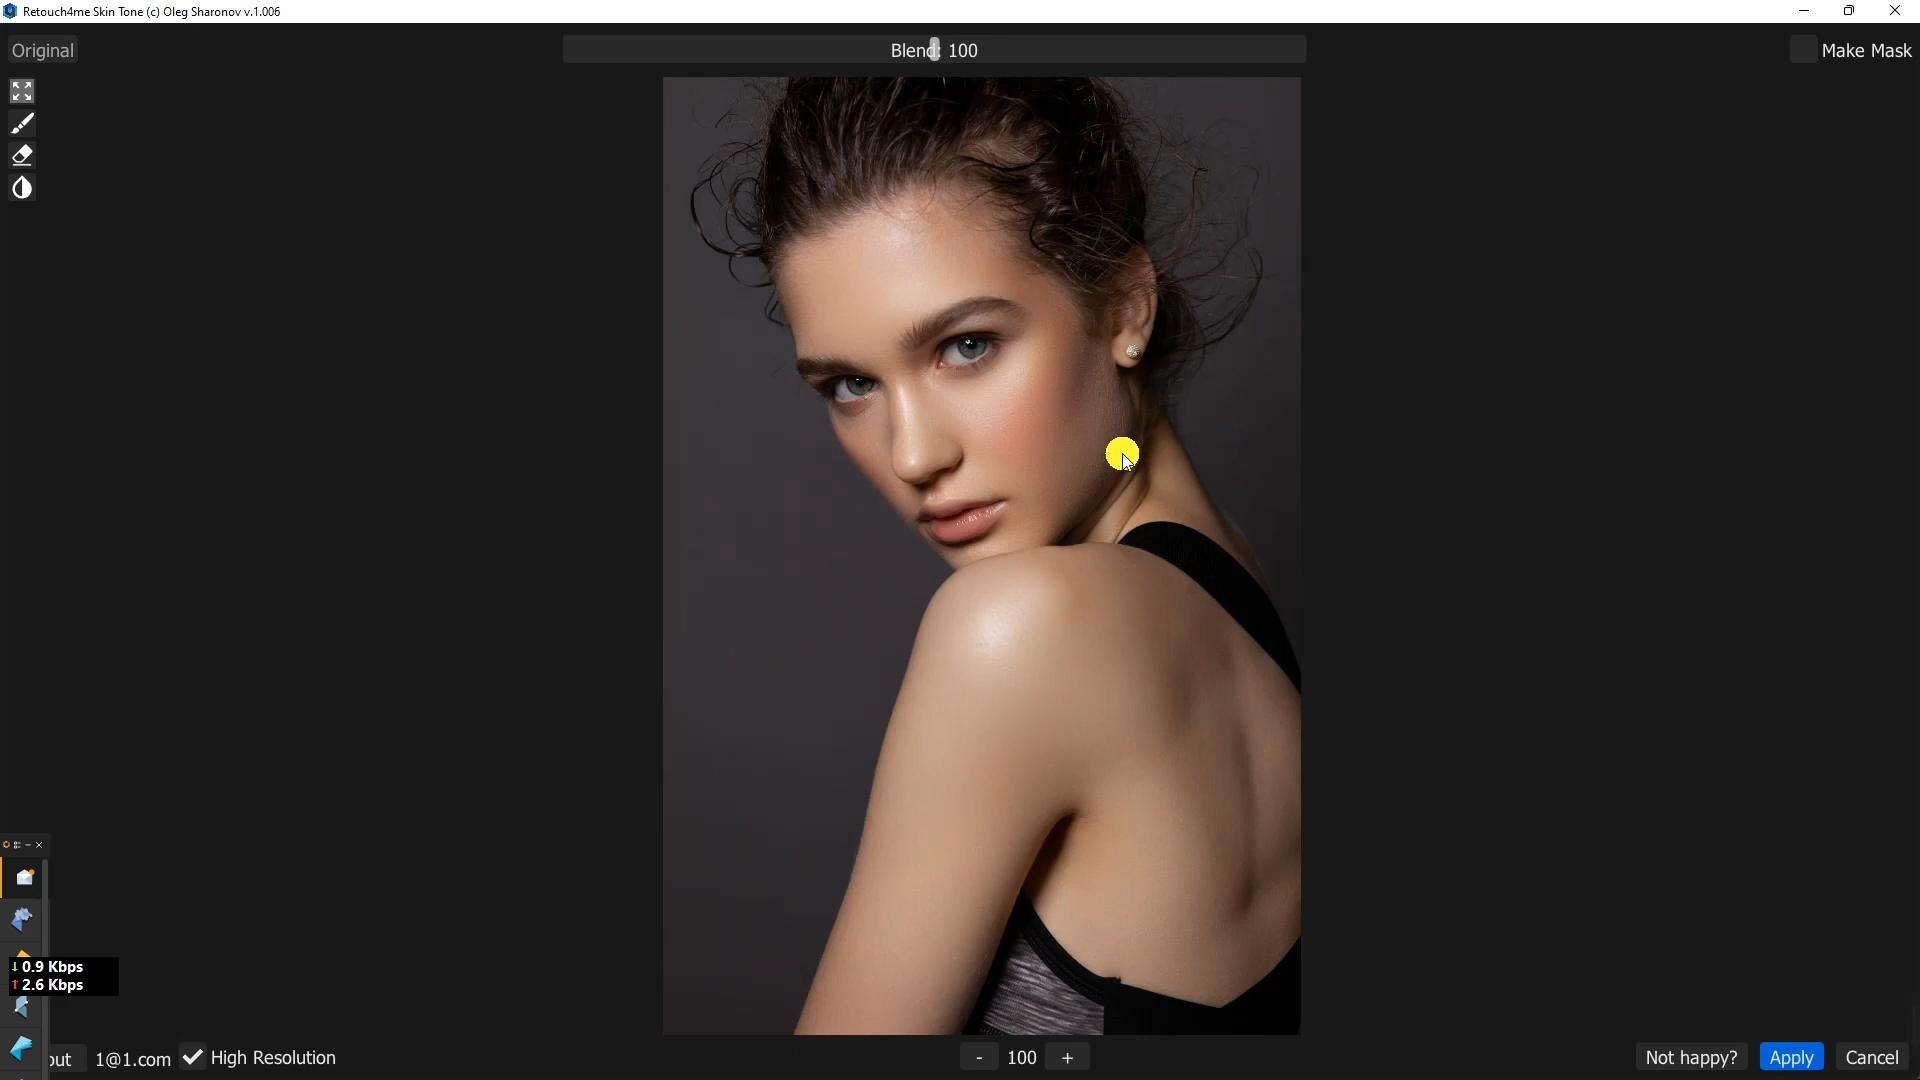 Retouch4me Skin Tone (c) Oleg Sharonov v.1.006
Original
Blend: 100
Make Mask
↓ 0.9 Kbps
↑ 2.6 Kbps
out 1@1.com High Resolution
- 100 +
Not happy? Apply Cancel